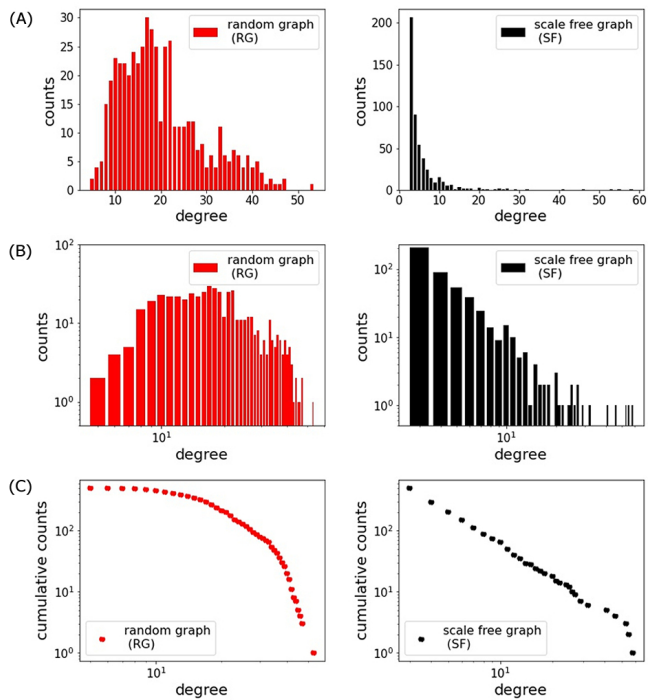 (A)
30
25
20
15
10
5
0
counts
random graph
(RG)
10 20 30 40 50
degree
200
150
100
50
0
counts
scale free graph
(SF)
0 10 20 30 40 50 60
degree
(B)
10²
10¹
10⁰
counts
random graph
(RG)
10¹
degree
10²
10¹
10⁰
counts
scale free graph
(SF)
10¹
degree
(C)
10²
10¹
10⁰
cumulative counts
random graph
(RG)
10¹
degree
10²
10¹
10⁰
cumulative counts
scale free graph
(SF)
10¹
degree